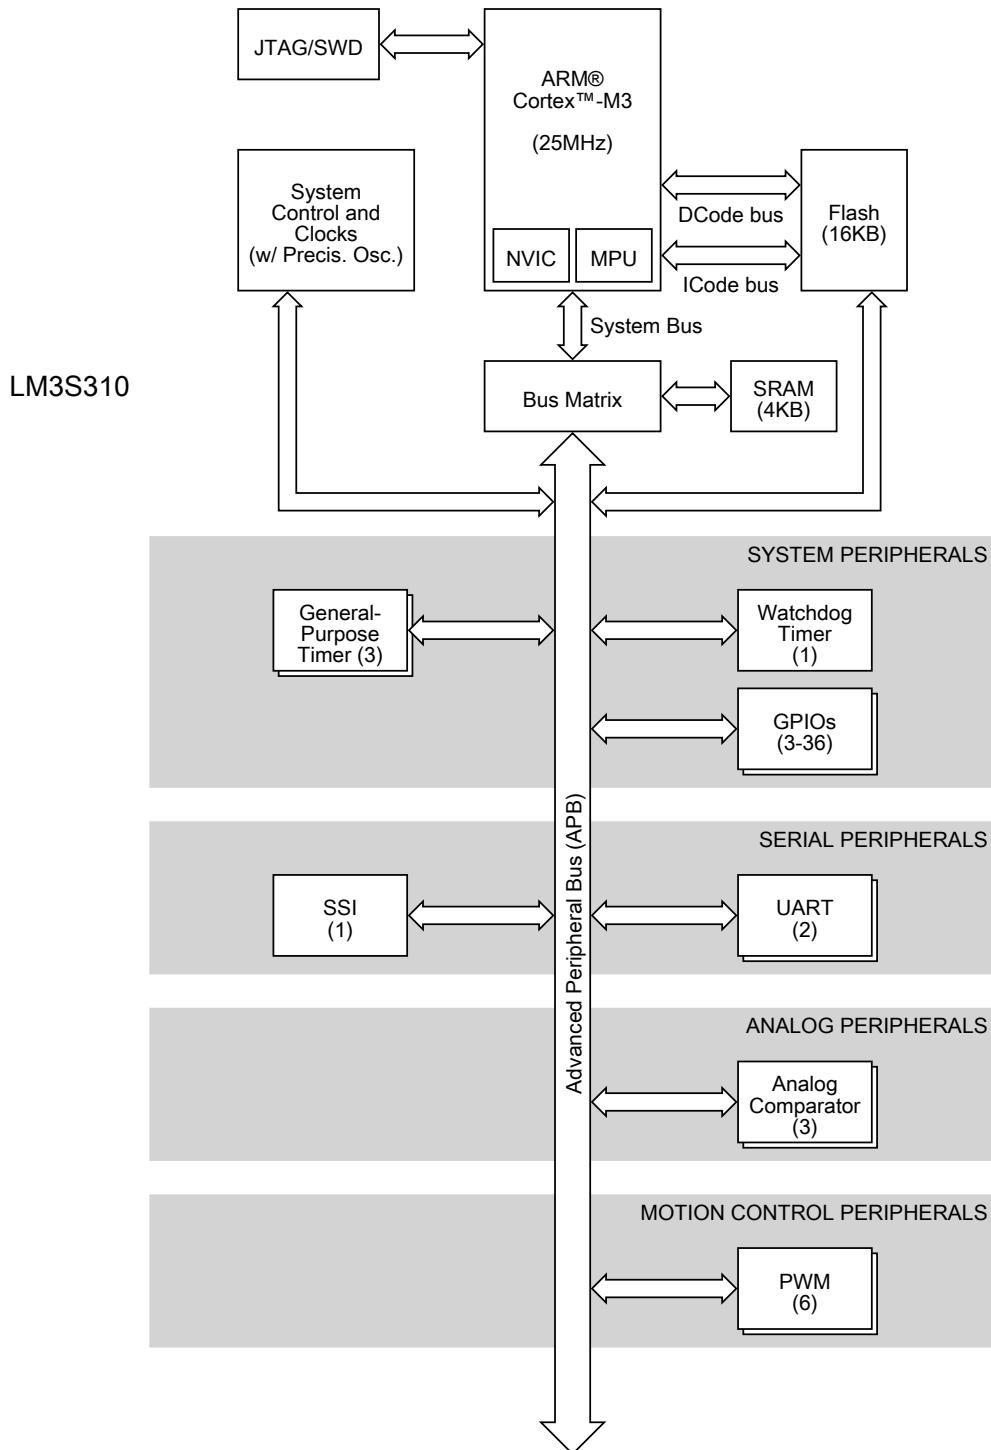 JTAG/SWD
ARM®
Cortex™-M3
(25MHz)
System
Control and
Clocks
(w/ Precis. Osc.)
DCode bus
Flash
(16KB)
NVIC
MPU
ICode bus
System Bus
LM3S310
Bus Matrix
SRAM
(4KB)
SYSTEM PERIPHERALS
General-
Purpose
Timer (3)
Watchdog
Timer
(1)
GPIOs
(3-36)
Advanced Peripheral Bus (APB)
SERIAL PERIPHERALS
SSI
(1)
UART
(2)
ANALOG PERIPHERALS
Analog
Comparator
(3)
MOTION CONTROL PERIPHERALS
PWM
(6)